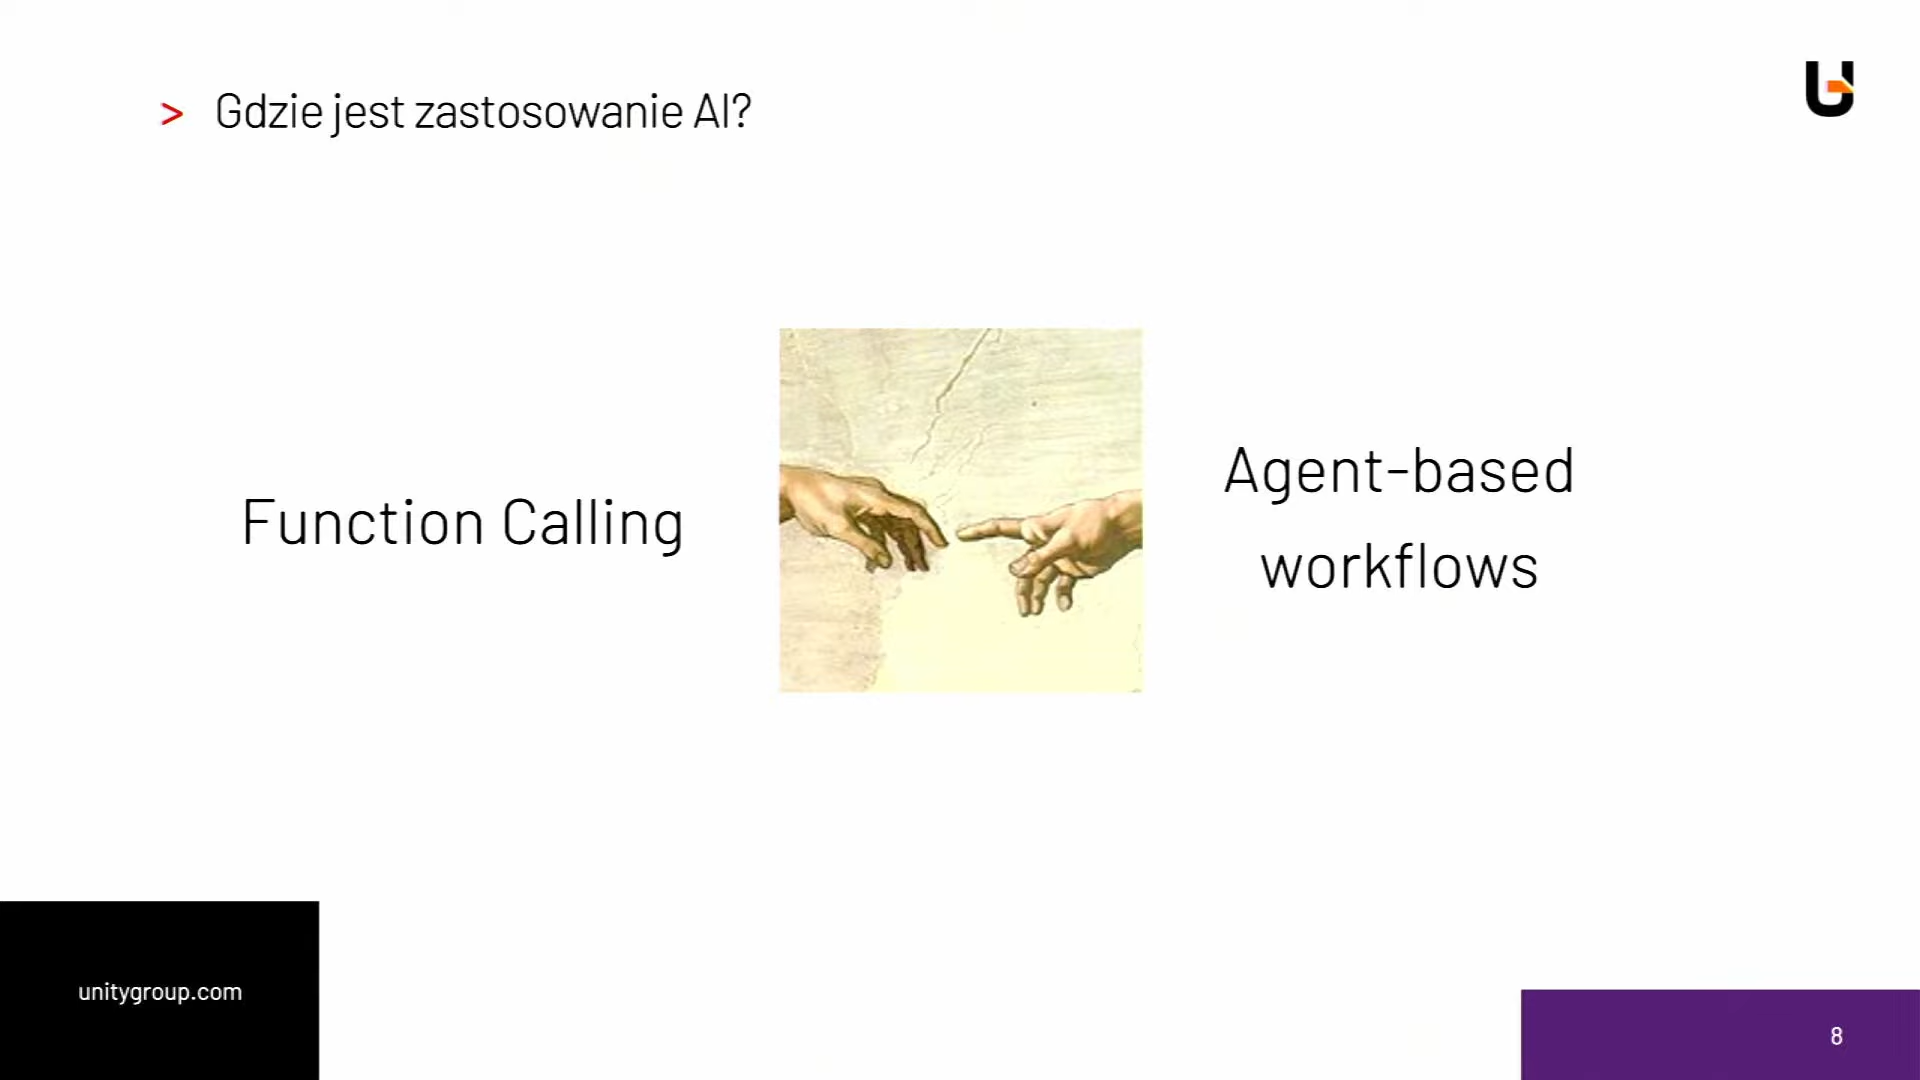 > Gdzie jest zastosowanie AI?
Function Calling
Agent-based
workflows
unitygroup.com
8